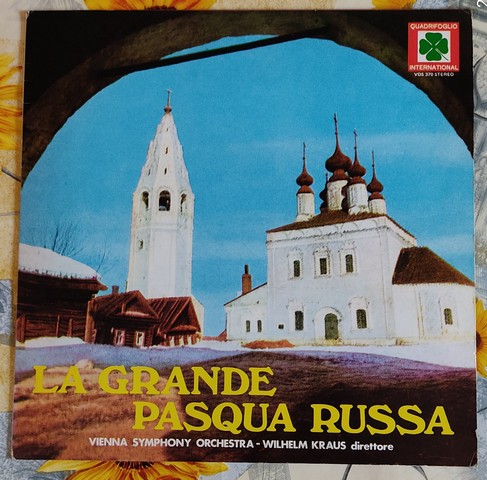 QUADRIFOGLIO
INTERNATIONAL
VDS 370 STEREO
LA GRANDE
PASQUA RUSSA
VIENNA SYMPHONY ORCHESTRA - WILHELM KRAUS direttore